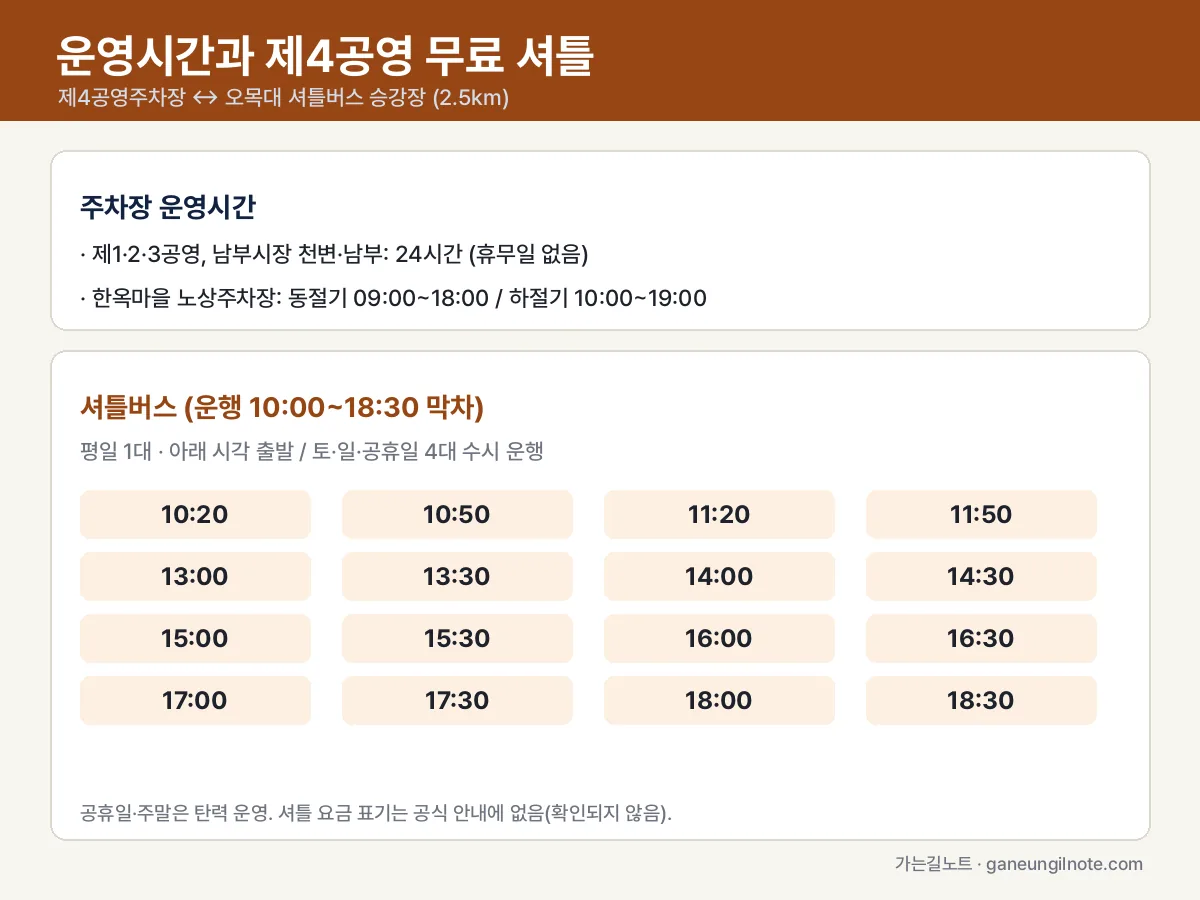 운영시간과 제4공영 무료 셔틀
제4공영주차장 ↔ 오목대 셔틀버스 승강장 (2.5km)
주차장 운영시간
· 제1·2·3공영, 남부시장 천변·남부: 24시간 (휴무일 없음)
· 한옥마을 노상주차장: 동절기 09:00~18:00 / 하절기 10:00~19:00
셔틀버스 (운행 10:00~18:30 막차)
평일 1대 · 아래 시각 출발 / 토·일·공휴일 4대 수시 운행
10:20 10:50 11:20 11:50
13:00 13:30 14:00 14:30
15:00 15:30 16:00 16:30
17:00 17:30 18:00 18:30
공휴일·주말은 탄력 운영. 셔틀 요금 표기는 공식 안내에 없음(확인되지 않음).
가는길노트 · ganeungilnote.com